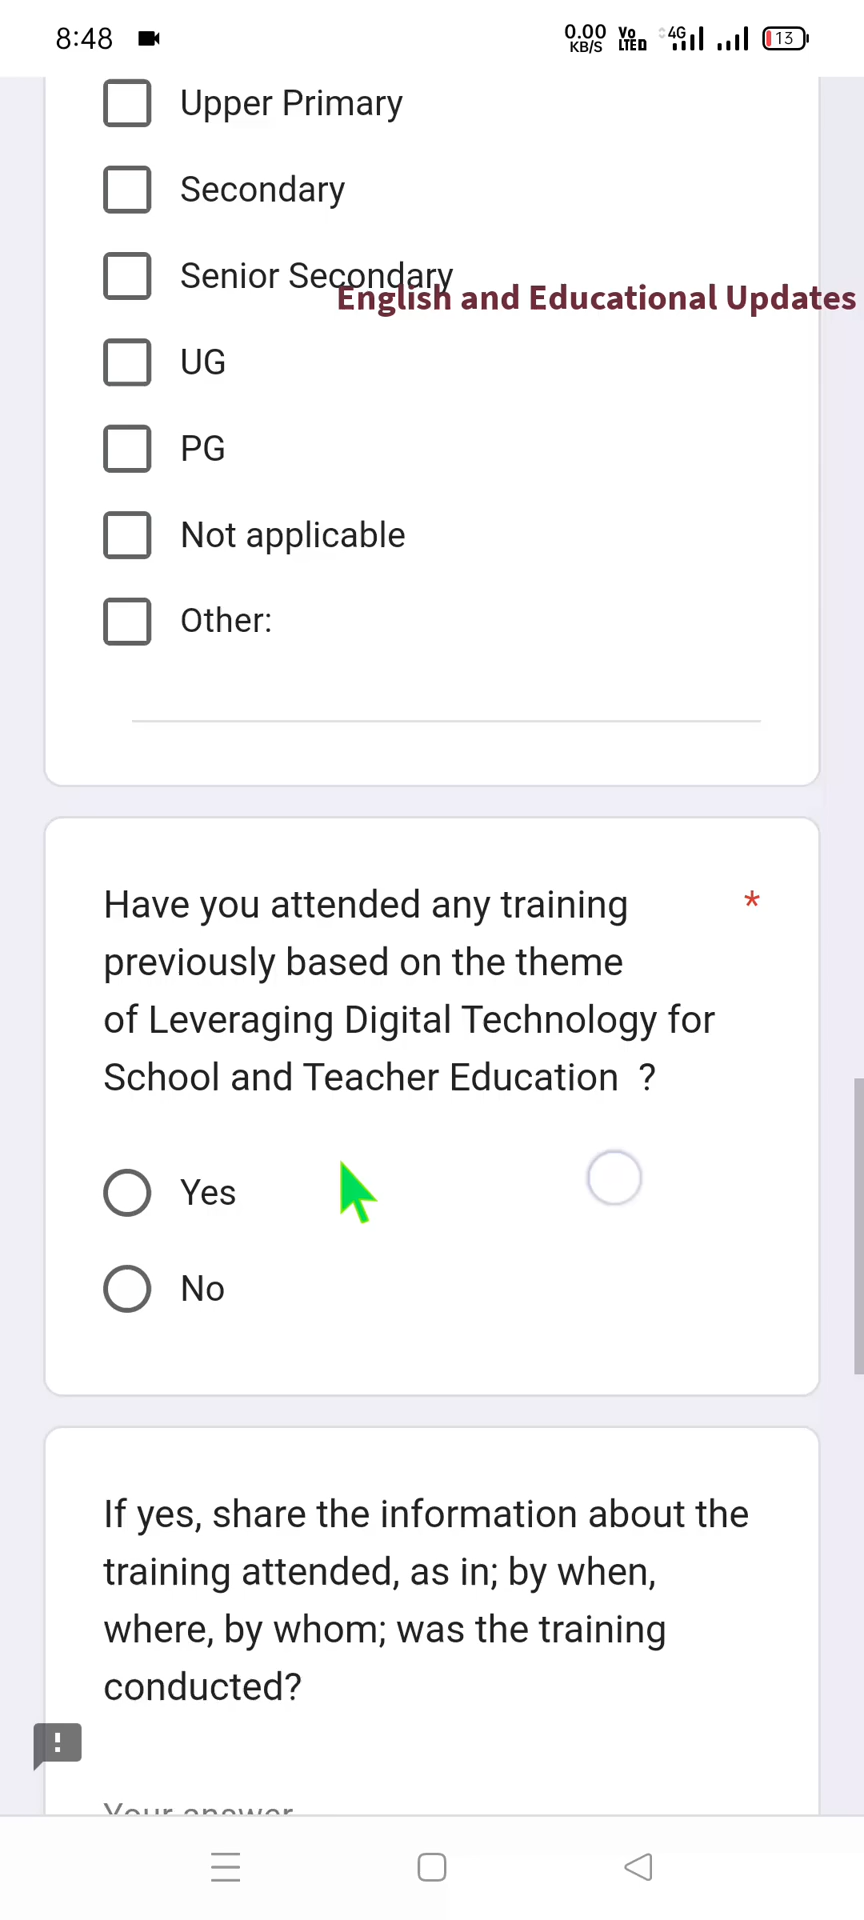 8:48
0.00 KB/S VoLTED 4G 13
Upper Primary
Secondary
Senior Secondary
English and Educational Updates
UG
PG
Not applicable
Other:
Have you attended any training *
previously based on the theme
of Leveraging Digital Technology for
School and Teacher Education ?
Yes
No
If yes, share the information about the
training attended, as in; by when,
where, by whom; was the training
conducted?
!
Your answer